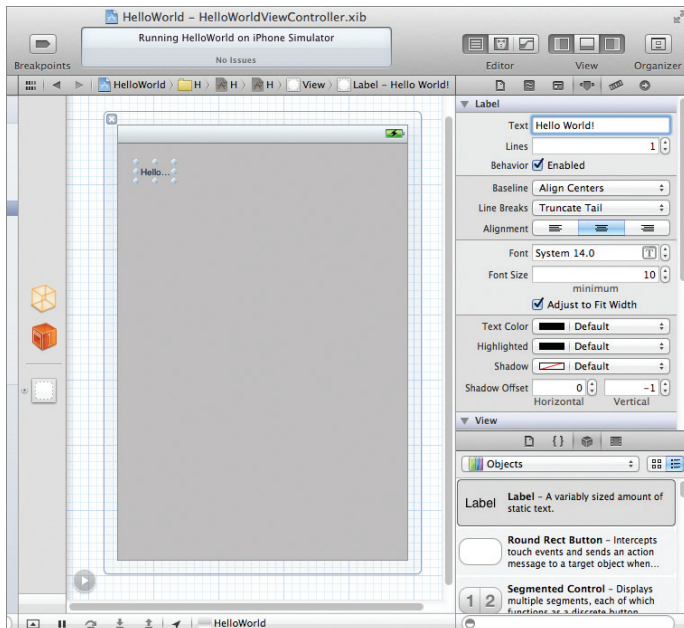 HelloWorld – HelloWorldViewController.xib
Running HelloWorld on iPhone Simulator
No Issues
Breakpoints
Editor
View
Organizer
HelloWorld
H
H
H
View
Label – Hello World!
Label
Text
Hello World!
Lines
1
Behavior
Enabled
Baseline
Align Centers
Line Breaks
Truncate Tail
Alignment
Font
System 14.0
T
Font Size
10
minimum
Adjust to Fit Width
Text Color
Default
Highlighted
Default
Shadow
Default
Shadow Offset
0
-1
Horizontal
Vertical
View
Hello...
{ }
Objects
Label
Label – A variably sized amount of
static text.
Round Rect Button – Intercepts
touch events and sends an action
message to a target object when...
1 2
Segmented Control – Displays
multiple segments, each of which
functions as a discrete button
HelloWorld